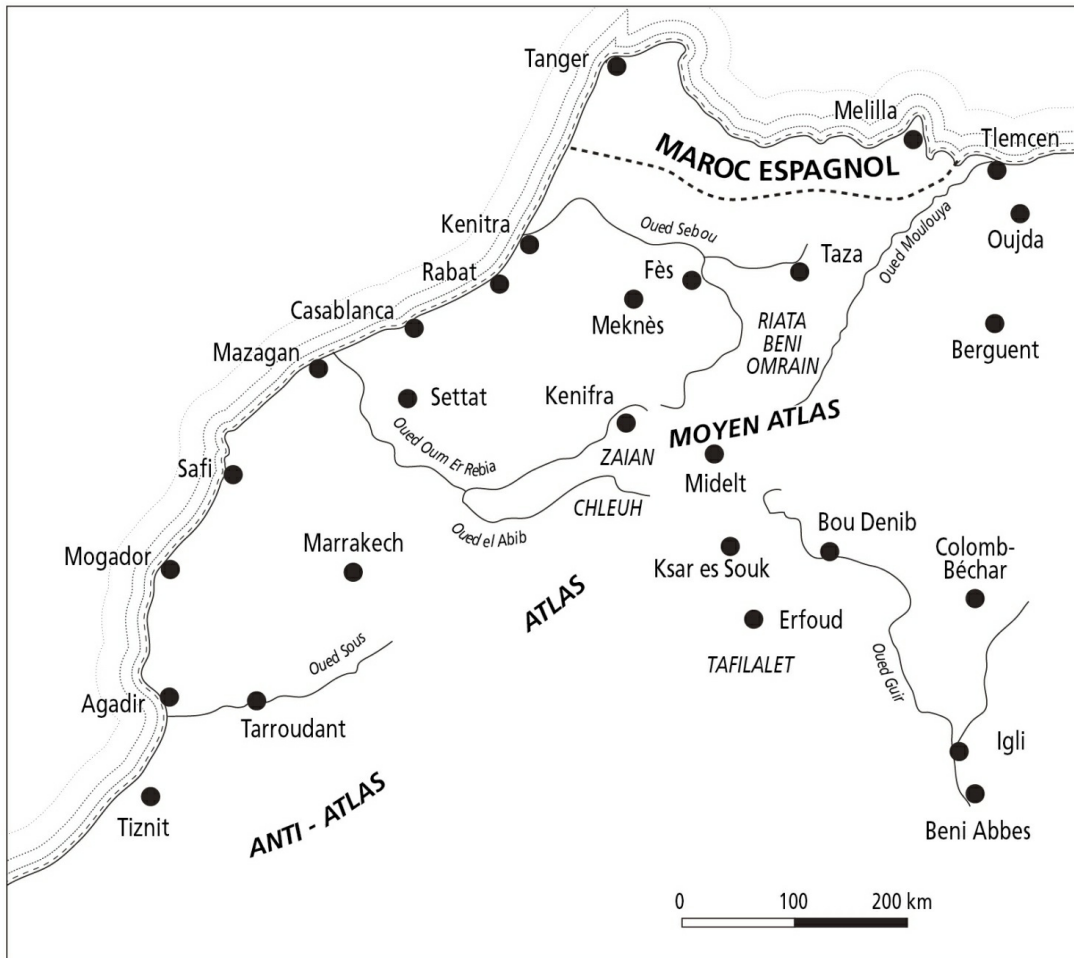 Tanger
Melilla
Tlemcen
MAROC ESPAGNOL
Kenitra
Oued Sebou
Oued Moulouya
Oujda
Rabat
Fès
Taza
Casablanca
Meknès
RIATA
BENI
OMRAIN
Mazagan
Berguent
Settat
Kenifra
MOYEN ATLAS
Oued Oum Er Rebia
ZAIAN
Safi
Midelt
CHLEUH
Oued el Abib
Bou Denib
Mogador
Marrakech
Ksar es Souk
Colomb-
Béchar
ATLAS
Erfoud
Oued Sous
TAFILALET
Oued Guir
Agadir
Tarroudant
Igli
Tiznit
ANTI - ATLAS
Beni Abbes
0 100 200 km